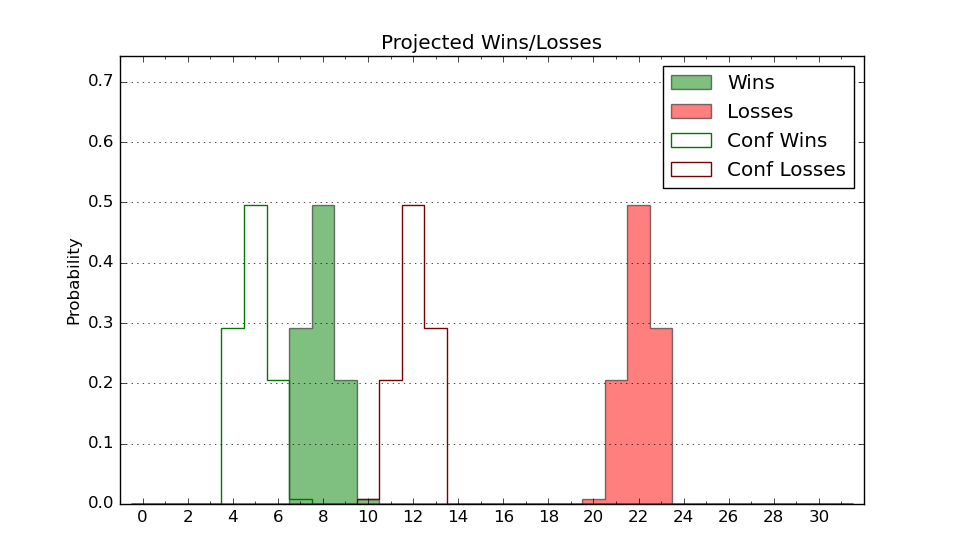 Projected Wins/Losses
Probability
0.7
0.6
0.5
0.4
0.3
0.2
0.1
0.0
Wins
Losses
Conf Wins
Conf Losses
0 2 4 6 8 10 12 14 16 18 20 22 24 26 28 30